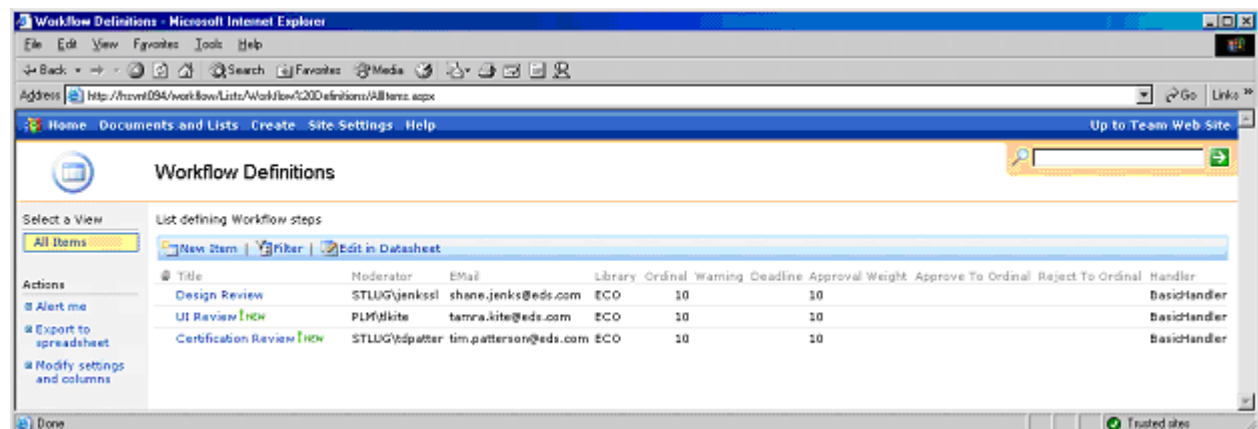 Workflow Definitions - Microsoft Internet Explorer
File Edit View Favorites Tools Help
Back Search Favorites Media
Address http://hsvnt094/workflow/Lists/Workflow%20Definitions/AllItems.aspx Go Links »
Home Documents and Lists Create Site Settings Help Up to Team Web Site
Workflow Definitions
Select a View
All Items
Actions
Alert me
Export to
spreadsheet
Modify settings
and columns
List defining Workflow steps
New Item | Filter | Edit in Datasheet
Title Moderator EMail Library Ordinal Warning Deadline Approval Weight Approve To Ordinal Reject To Ordinal Handler
Design Review STLUG\jenkssl shane.jenks@eds.com ECO 10 10 BasicHandler
UI Review NEW PLM\tlkite tamra.kite@eds.com ECO 10 10 BasicHandler
Certification Review NEW STLUG\tdpatter tim.patterson@eds.com ECO 10 10 BasicHandler
Done Trusted sites